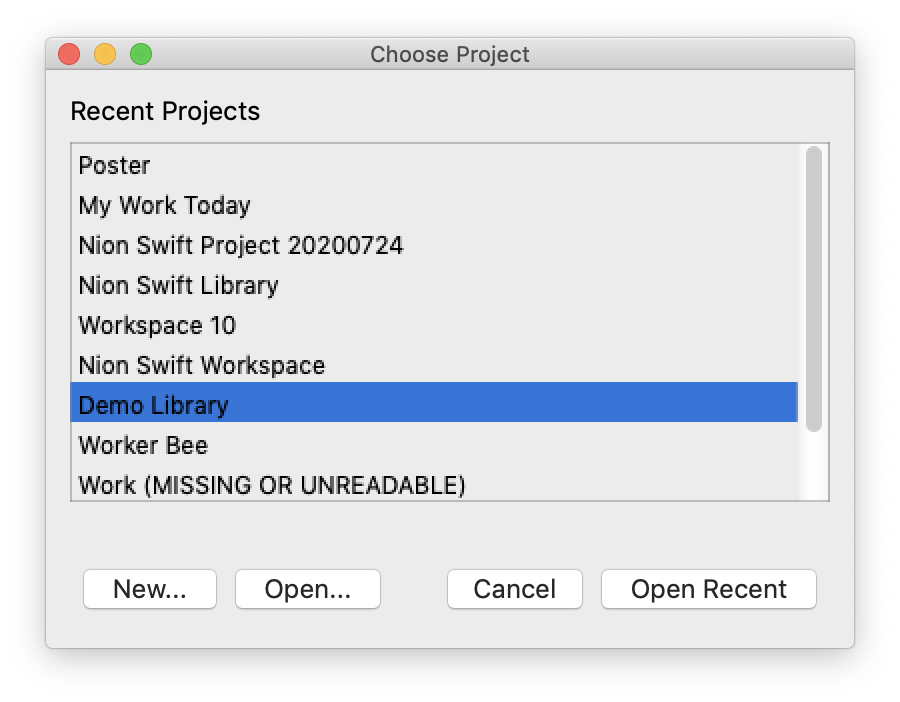 Choose Project
Recent Projects
Poster
My Work Today
Nion Swift Project 20200724
Nion Swift Library
Workspace 10
Nion Swift Workspace
Demo Library
Worker Bee
Work (MISSING OR UNREADABLE)
New... Open... Cancel Open Recent